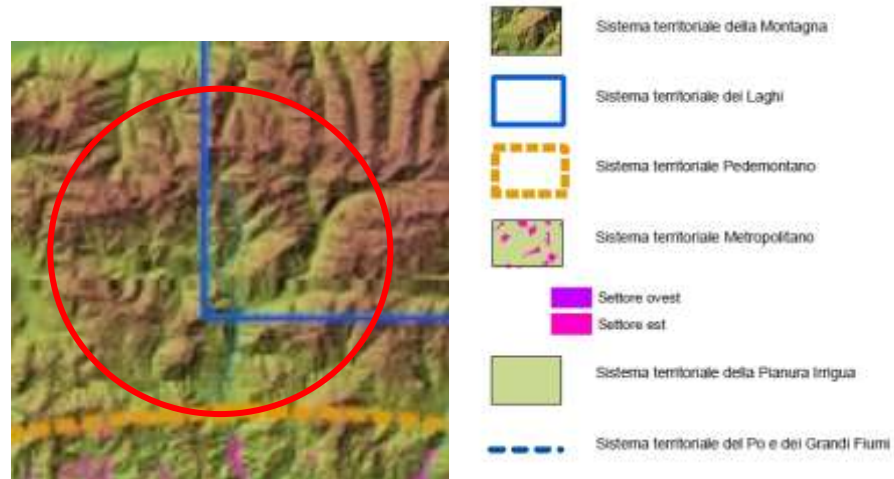 Sistema territoriale della Montagna
Sistema territoriale dei Laghi
Sistema territoriale Pedemontano
Sistema territoriale Metropolitano
Settore ovest
Settore est
Sistema territoriale della Pianura Irrigua
Sistema territoriale del Po e dei Grandi Fiumi